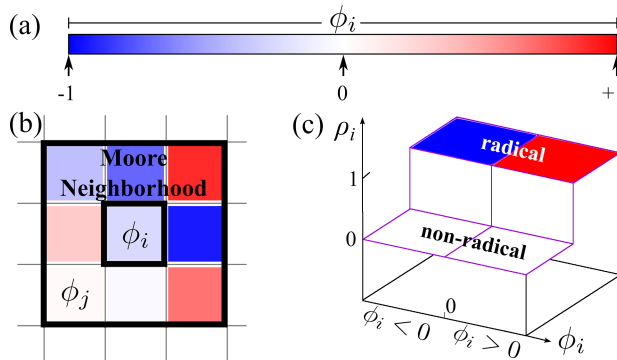 (a)
ϕᵢ
-1
0
+
(b)
Moore
Neighborhood
ϕᵢ
ϕⱼ
(c)
ρᵢ
1
0
radical
non-radical
0
ϕᵢ < 0
ϕᵢ > 0
ϕᵢ